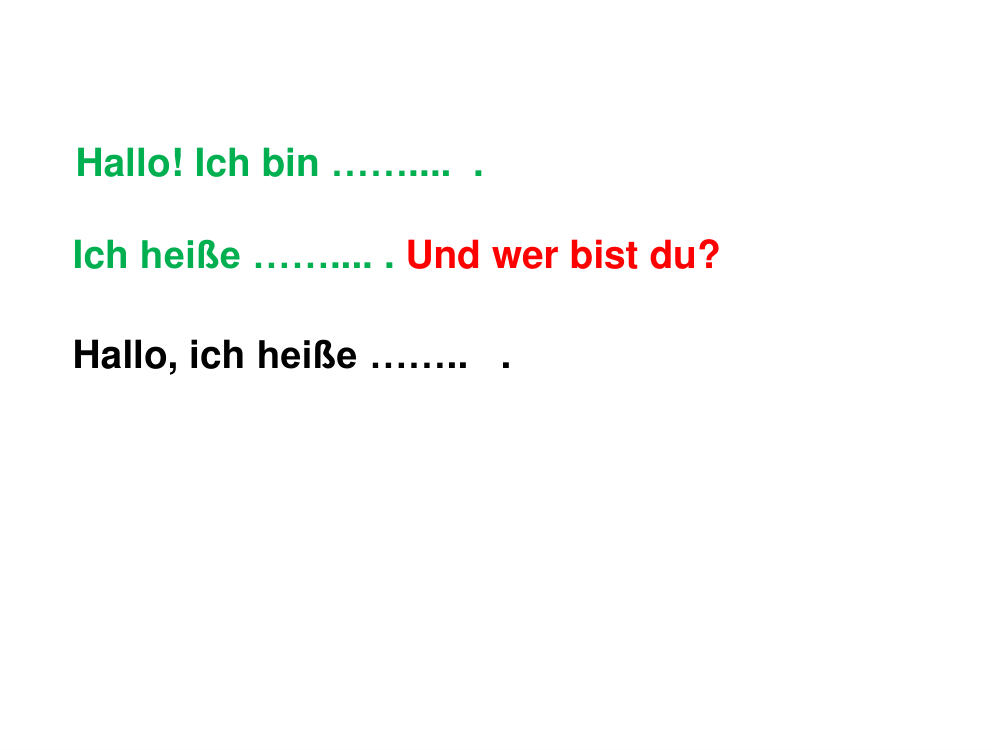 Hallo! Ich bin …….....  .
Ich heiße …….... . Und wer bist du?
Hallo, ich heiße ……..   .